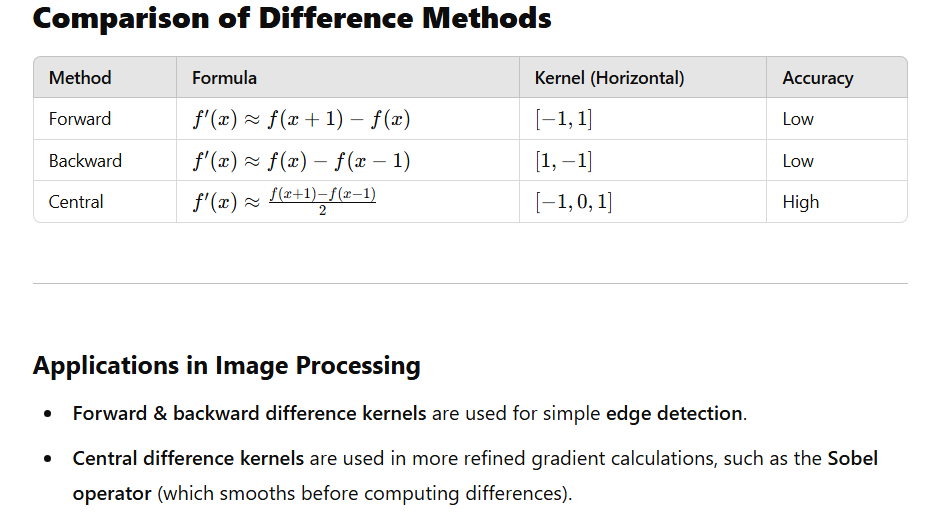 Comparison of Difference Methods
Method Formula Kernel (Horizontal) Accuracy
Forward f′(x) ≈ f(x + 1) − f(x) [−1, 1] Low
Backward f′(x) ≈ f(x) − f(x − 1) [1, −1] Low
Central f′(x) ≈ f(x+1)−f(x−1)/2 [−1, 0, 1] High
Applications in Image Processing
• Forward & backward difference kernels are used for simple edge detection.
• Central difference kernels are used in more refined gradient calculations, such as the Sobel
operator (which smooths before computing differences).